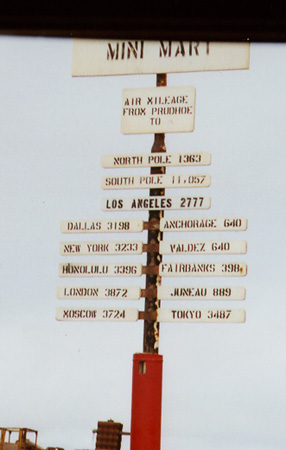 MINI MART
AIR MILEAGE
FROM PRUDHOE
TO
NORTH POLE 1363
SOUTH POLE 11,057
LOS ANGELES 2777
DALLAS 3198
ANCHORAGE 640
NEW YORK 3233
VALDEZ 640
HONOLULU 3396
FAIRBANKS 398
LONDON 3872
JUNEAU 889
MOSCOW 3724
TOKYO 3487